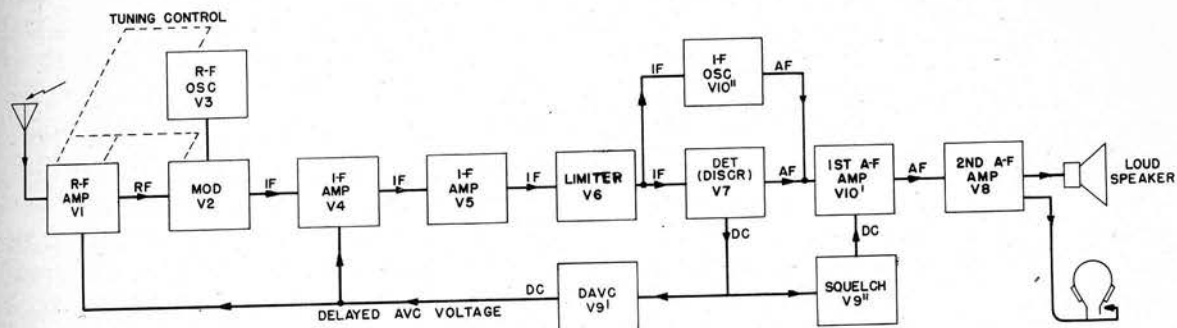 TUNING CONTROL
R-F
OSC
V3
R-F
AMP
V1
RF
MOD
V2
IF
I-F
AMP
V4
IF
I-F
AMP
V5
IF
LIMITER
V6
IF
I-F
OSC
V10"
AF
IF
DET
(DISCR)
V7
AF
1ST A-F
AMP
V10'
AF
2ND A-F
AMP
V8
LOUD
SPEAKER
DC
DC
DELAYED AVC VOLTAGE
DC
DAVC
V9'
SQUELCH
V9"